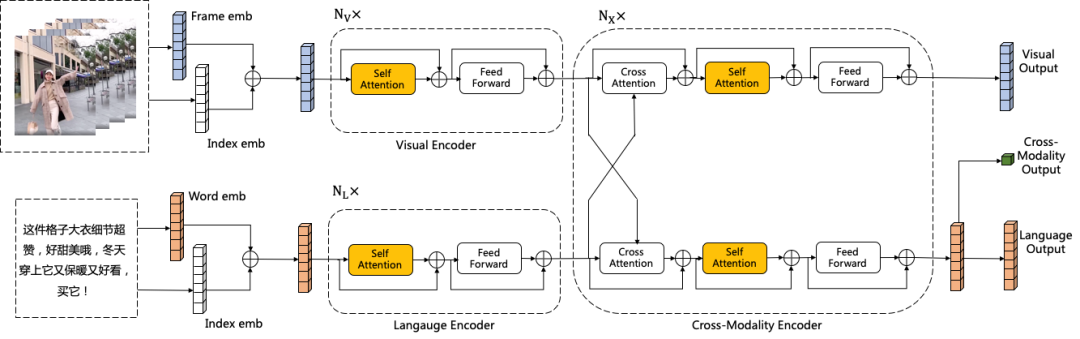 Frame emb
Index emb
N_V×
Self
Attention
Feed
Forward
Visual Encoder
N_X×
Cross
Attention
Self
Attention
Feed
Forward
Visual
Output
Cross-
Modality
Output
Word emb
Index emb
这件格子大衣细节超
赞，好甜美哦，冬天
穿上它又保暖又好看，
买它！
N_L×
Self
Attention
Feed
Forward
Langauge Encoder
Cross
Attention
Self
Attention
Feed
Forward
Cross-Modality Encoder
Language
Output